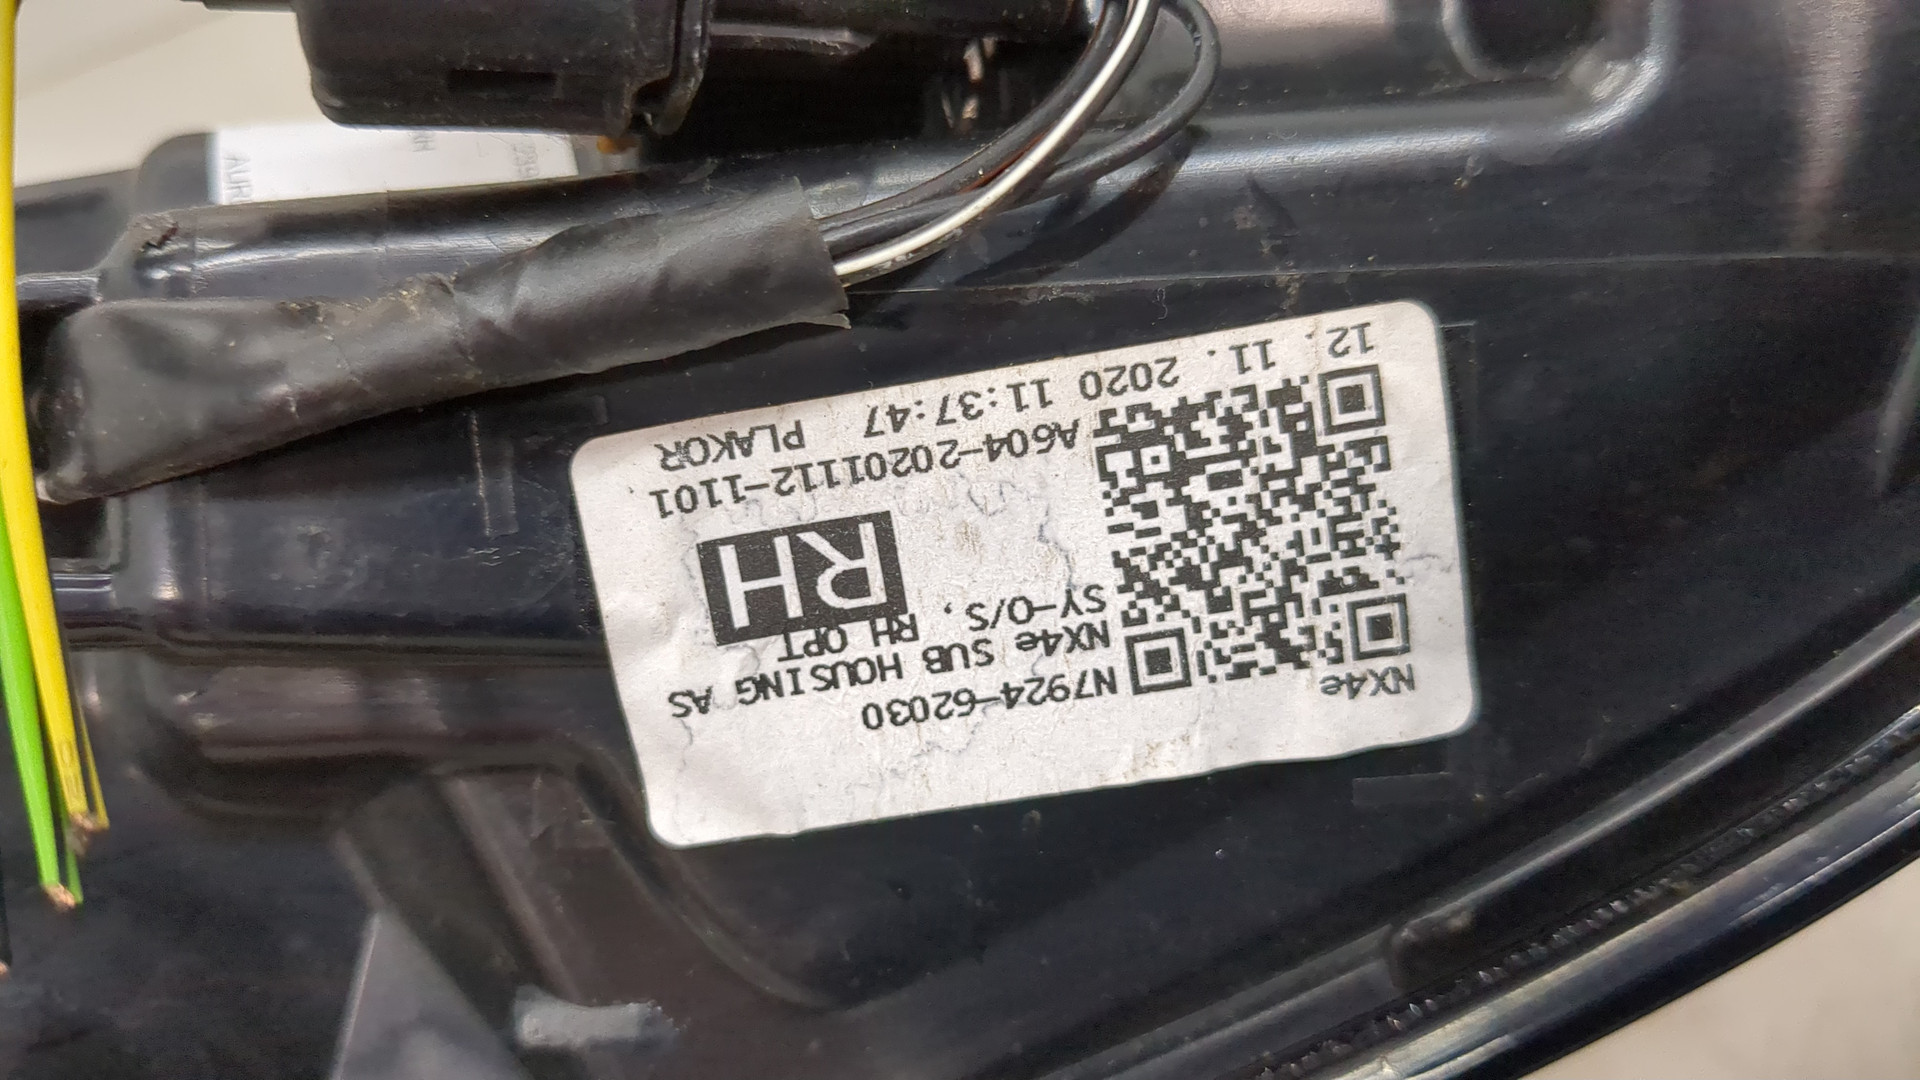 NX4e
N7924-62030
NX4e SUB HOUSING AS
SY-O/S, RH OPT
RH
A604-20201112-1101
12. 11. 2020 11:37:47 PLAKOR